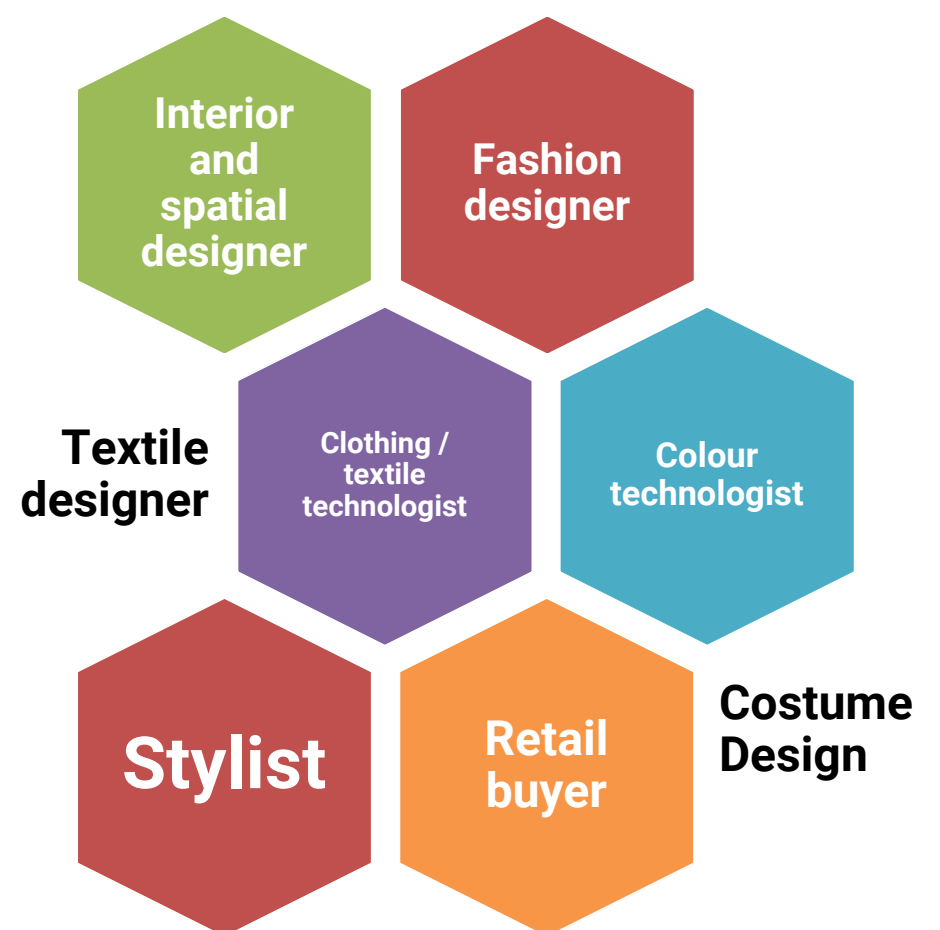 Interior
and
spatial
designer
Fashion
designer
Textile
designer
Clothing /
textile
technologist
Colour
technologist
Stylist
Retail
buyer
Costume
Design